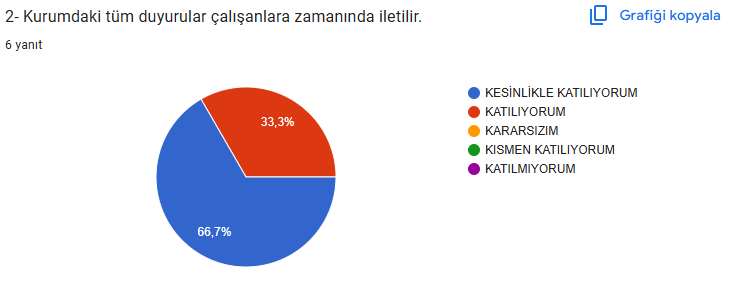 2- Kurumdaki tüm duyurular çalışanlara zamanında iletilir.
Grafiği kopyala
6 yanıt
33,3%
66,7%
KESİNLİKLE KATILIYORUM
KATILIYORUM
KARARSIZIM
KISMEN KATILIYORUM
KATILMIYORUM